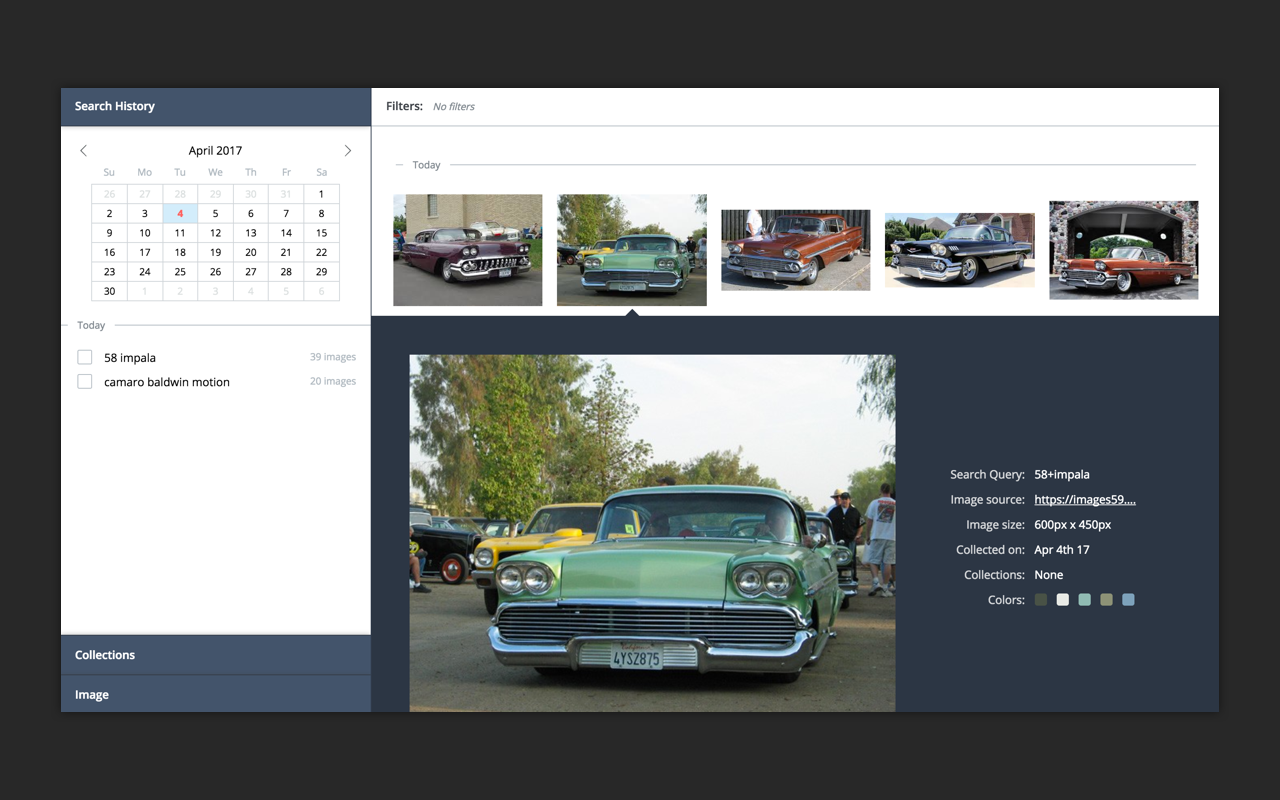 Search History
April 2017
Su Mo Tu We Th Fr Sa
26 27 28 29 30 31 1
2 3 4 5 6 7 8
9 10 11 12 13 14 15
16 17 18 19 20 21 22
23 24 25 26 27 28 29
30 1 2 3 4 5 6
Today
58 impala 39 images
camaro baldwin motion 20 images
Collections
Image
Filters: No filters
Today
4YSZ875
Search Query: 58+impala
Image source: https://images59....
Image size: 600px x 450px
Collected on: Apr 4th 17
Collections: None
Colors: